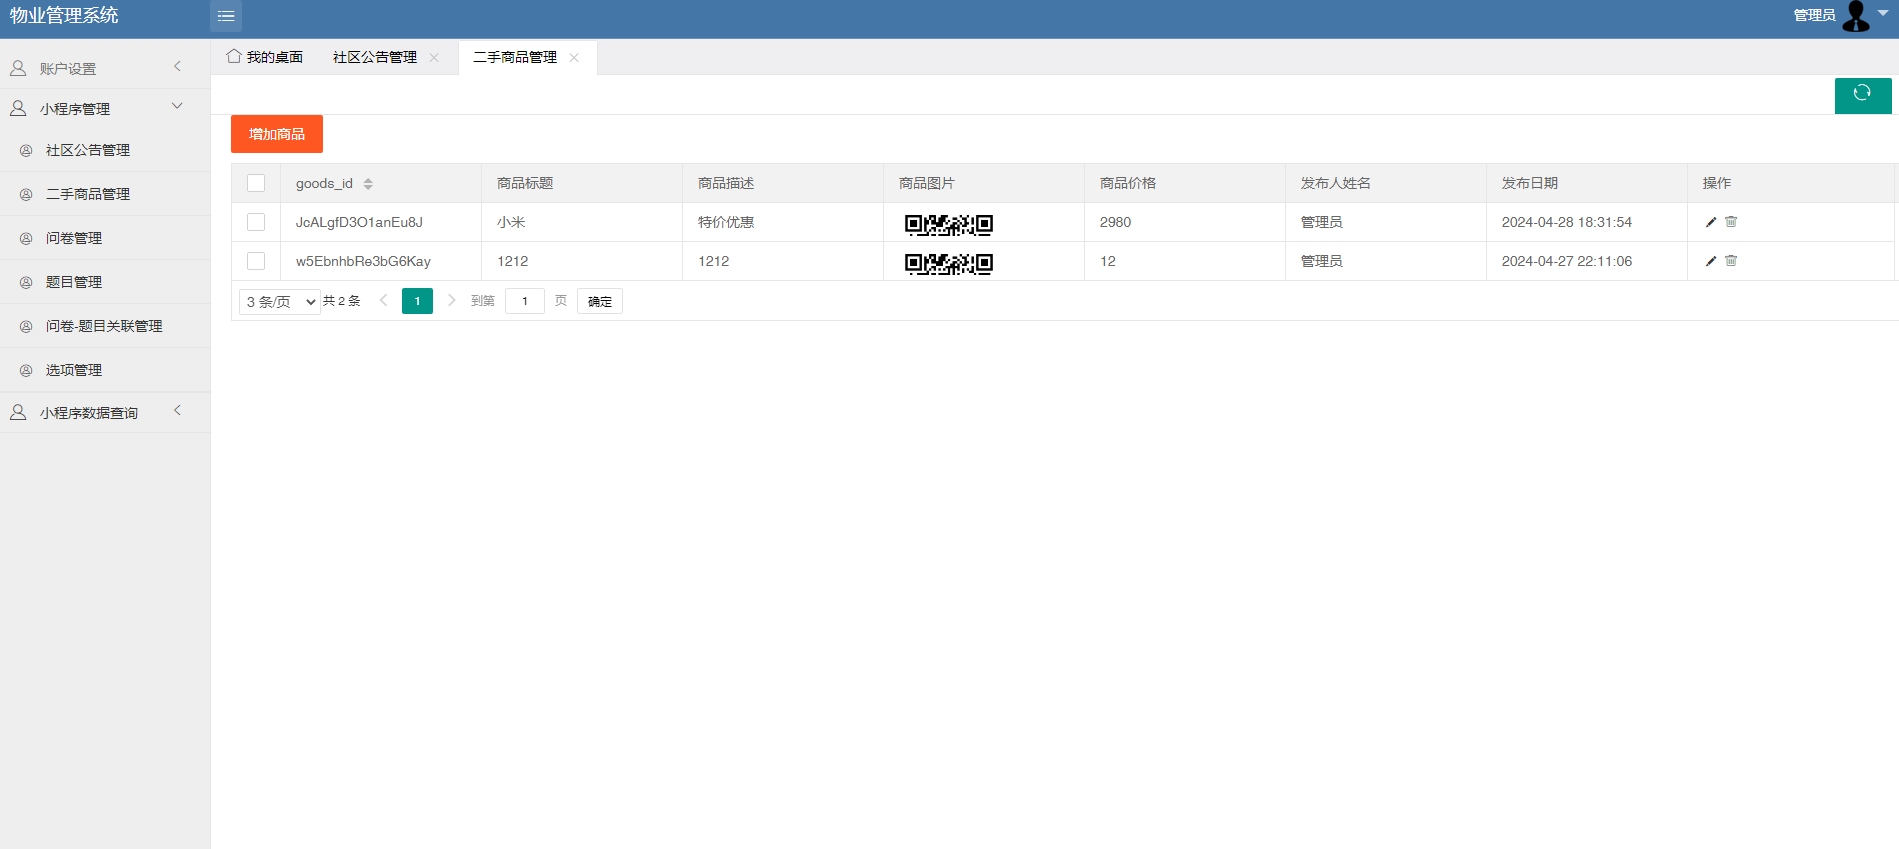 物业管理系统
管理员
账户设置
小程序管理
社区公告管理
二手商品管理
问卷管理
题目管理
问卷-题目关联管理
选项管理
小程序数据查询
我的桌面 社区公告管理 二手商品管理
增加商品
goods_id 商品标题 商品描述 商品图片 商品价格 发布人姓名 发布日期 操作
JcALgfD3O1anEu8J 小米 特价优惠 2980 管理员 2024-04-28 18:31:54
w5EbnhbRe3bG6Kay 1212 1212 12 管理员 2024-04-27 22:11:06
3 条/页 共 2 条 1 到第 1 页 确定